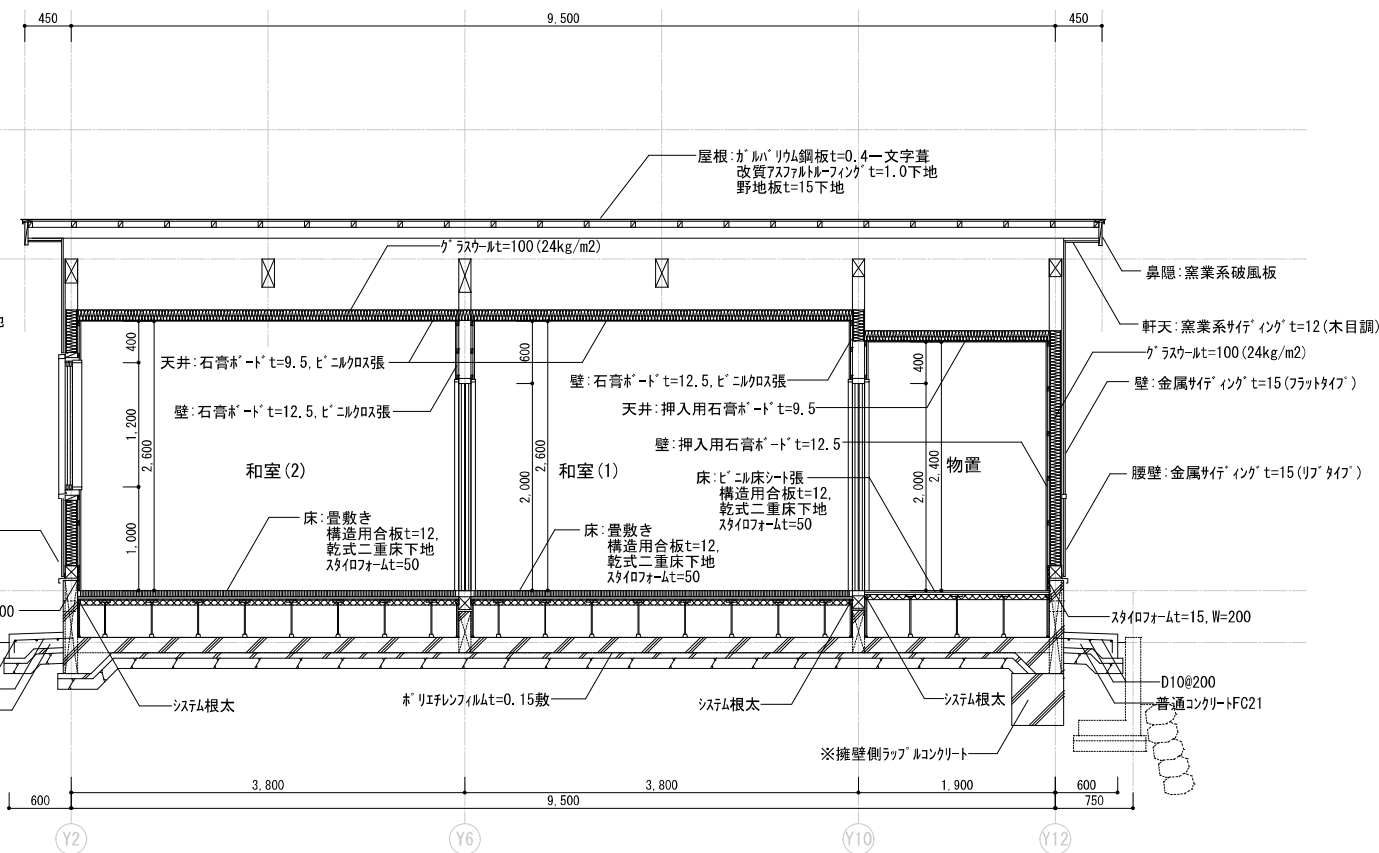 450
9,500
450
屋根:ガルバリウム鋼板t=0.4一文字葺
改質アスファルトルーフィングt=1.0下地
野地板t=15下地
グラスウールt=100(24kg/m2)
鼻隠:窯業系破風板
軒天:窯業系サイディングt=12(木目調)
グラスウールt=100(24kg/m2)
壁:金属サイディングt=15(フラットタイプ)
腰壁:金属サイディングt=15(リブタイプ)
400
天井:石膏ボードt=9.5,ビニルクロス張
600
壁:石膏ボードt=12.5,ビニルクロス張
400
天井:押入用石膏ボードt=9.5
壁:石膏ボードt=12.5,ビニルクロス張
壁:押入用石膏ボードt=12.5
1,200
2,600
和室(2)
2,000
2,600
和室(1)
2,000
2,400
物置
床:ビニル床シート張
構造用合板t=12,
乾式二重床下地
スタイロフォームt=50
1,000
床:畳敷き
構造用合板t=12,
乾式二重床下地
スタイロフォームt=50
床:畳敷き
構造用合板t=12,
乾式二重床下地
スタイロフォームt=50
00
スタイロフォームt=15,W=200
D10@200
普通コンクリートFC21
システム根太
ポリエチレンフィルムt=0.15敷
システム根太
システム根太
※擁壁側ラップルコンクリート
3,800
3,800
1,900
600
600
9,500
750
Y2
Y6
Y10
Y12